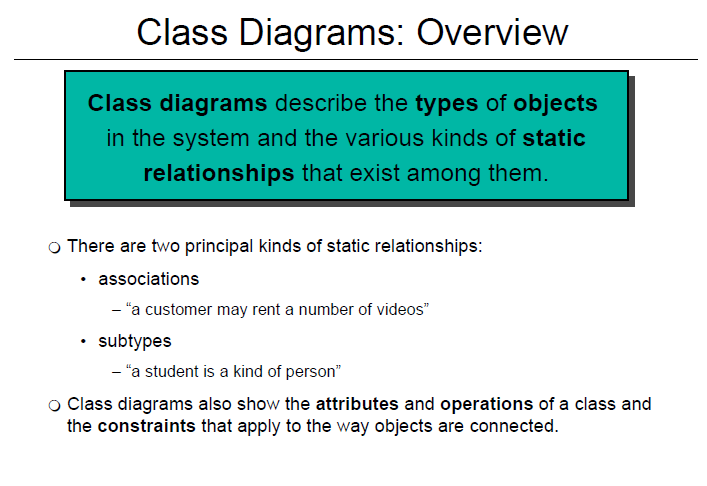 Class Diagrams: Overview
Class diagrams describe the types of objects
in the system and the various kinds of static
relationships that exist among them.
❍ There are two principal kinds of static relationships:
• associations
– “a customer may rent a number of videos”
• subtypes
– “a student is a kind of person”
❍ Class diagrams also show the attributes and operations of a class and
the constraints that apply to the way objects are connected.